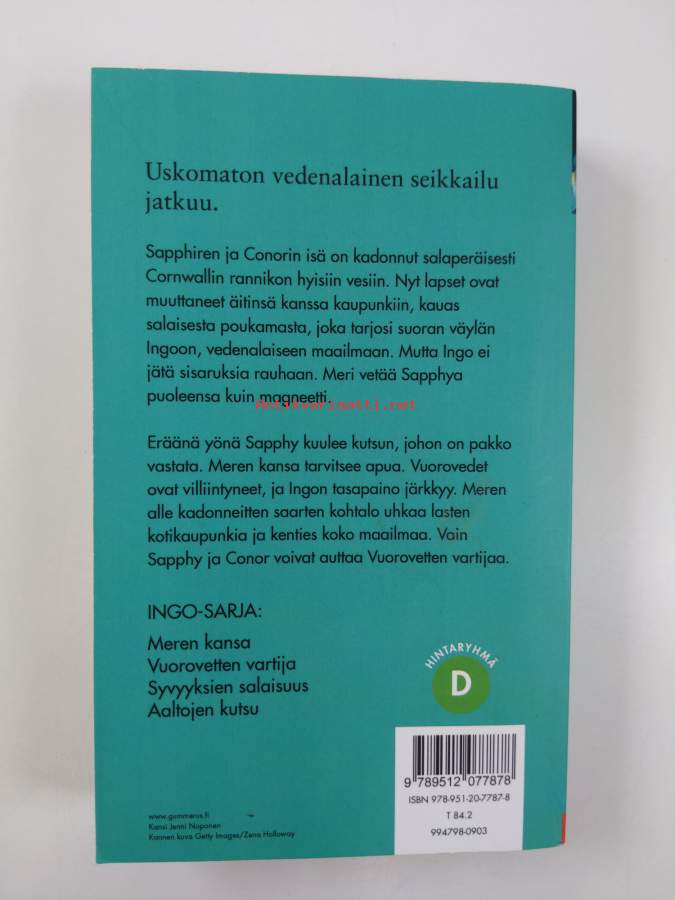 Uskomaton vedenalainen seikkailu
jatkuu.
Sapphiren ja Conorin isä on kadonnut salaperäisesti
Cornwallin rannikon hyisiin vesiin. Nyt lapset ovat
muuttaneet äitinsä kanssa kaupunkiin, kauas
salaisesta poukamasta, joka tarjosi suoran väylän
Ingoon, vedenalaiseen maailmaan. Mutta Ingo ei
jätä sisaruksia rauhaan. Meri vetää Sapphya
puoleensa kuin magneetti.
Antikvariaatti.net
Eräänä yönä Sapphy kuulee kutsun, johon on pakko
vastata. Meren kansa tarvitsee apua. Vuorovedet
ovat villiintyneet, ja Ingon tasapaino järkkyy. Meren
alle kadonneitten saarten kohtalo uhkaa lasten
kotikaupunkia ja kenties koko maailmaa. Vain
Sapphy ja Conor voivat auttaa Vuorovetten vartijaa.
INGO-SARJA:
Meren kansa
Vuorovetten vartija
Syvyyksien salaisuus
Aaltojen kutsu
HINTARYHMÄ
D
9 789512 077878
ISBN 978-951-20-7787-8
T 84.2
994798-0903
www.gummerus.fi
Kansi Jenni Noponen
Kannen kuva Getty Images/Zena Holloway